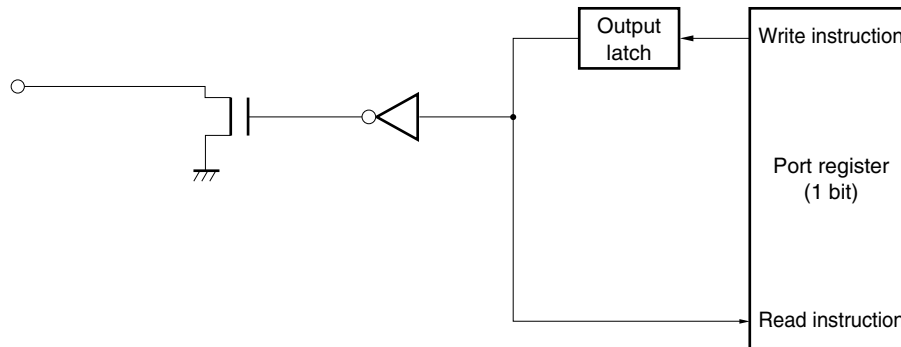 Output
latch
Write instruction
Port register
(1 bit)
Read instruction